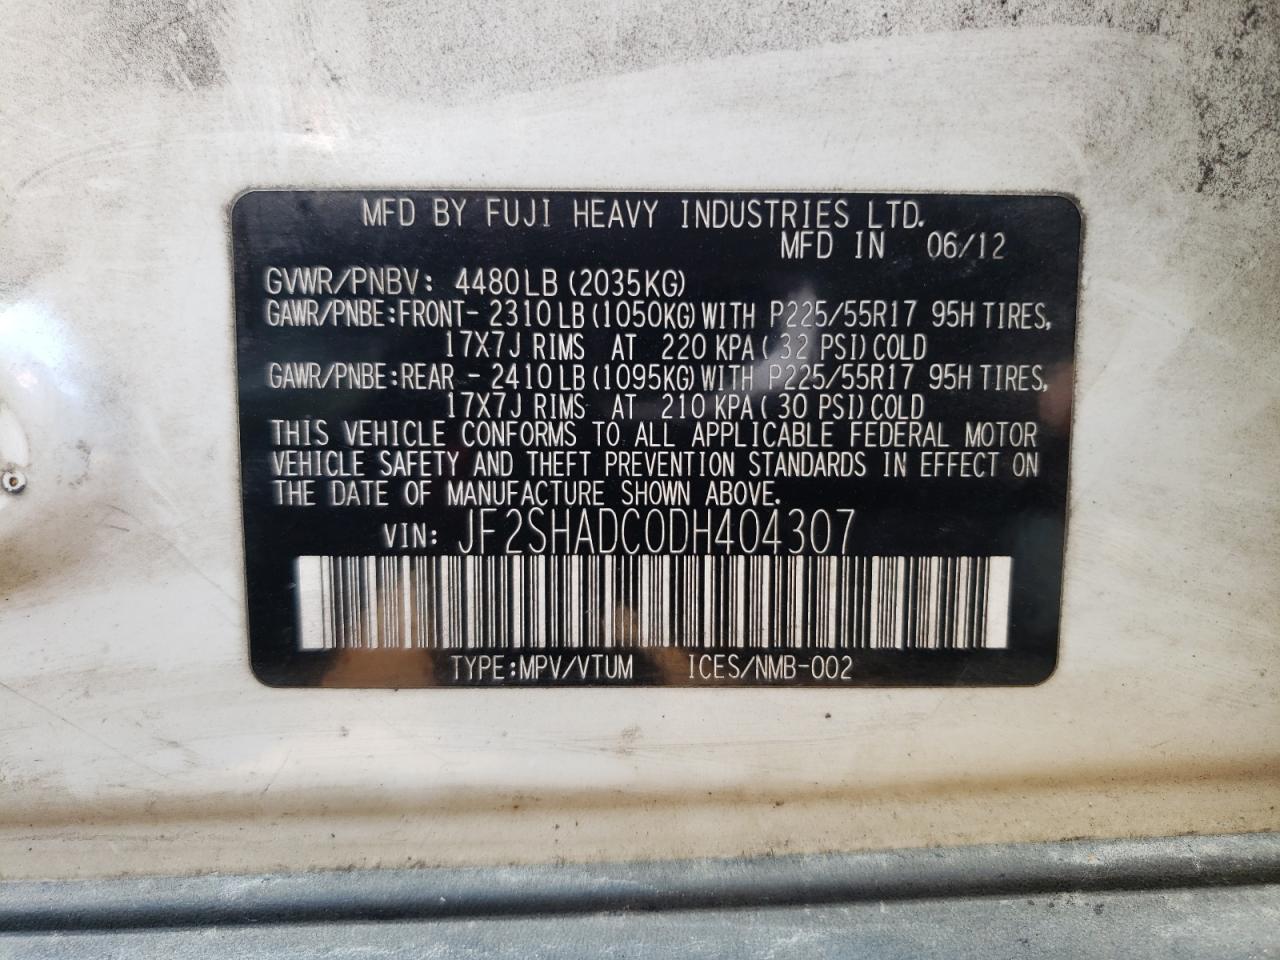 MFD BY FUJI HEAVY INDUSTRIES LTD.
MFD IN 06/12
GVWR/PNBV: 4480LB (2035KG)
GAWR/PNBE:FRONT- 2310LB(1050KG)WITH P225/55R17 95H TIRES,
17X7J RIMS AT 220 KPA( 32 PSI)COLD
GAWR/PNBE:REAR - 2410LB(1095KG)WITH P225/55R17 95H TIRES,
17X7J RIMS AT 210 KPA( 30 PSI)COLD
THIS VEHICLE CONFORMS TO ALL APPLICABLE FEDERAL MOTOR
VEHICLE SAFETY AND THEFT PREVENTION STANDARDS IN EFFECT ON
THE DATE OF MANUFACTURE SHOWN ABOVE.
VIN: JF2SHADC0DH404307
TYPE:MPV/VTUM ICES/NMB-002